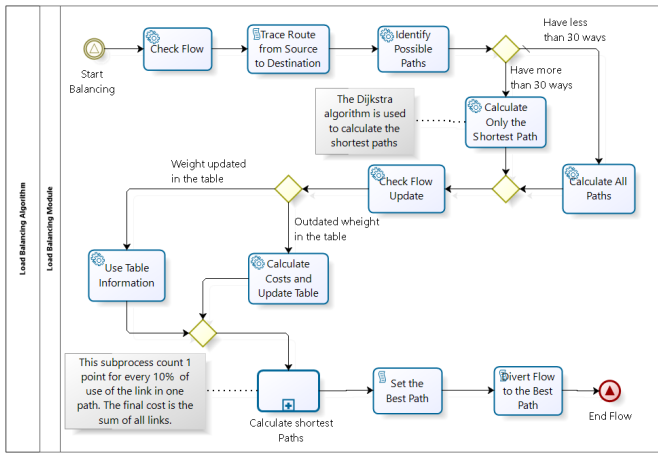 Load Balancing Algorithm
Load Balancing Module
Start
Balancing
Check Flow
Trace Route
from Source
to Destination
Identify
Possible
Paths
Have less
than 30 ways
Have more
than 30 ways
The Dijkstra
algorithm is used
to calculate the
shortest paths
Calculate
Only the
Shortest Path
Calculate All
Paths
Check Flow
Update
Weight updated
in the table
Outdated wheight
in the table
Use Table
Information
Calculate
Costs and
Update Table
This subprocess count 1
point for every 10% of
use of the link in one
path. The final cost is the
sum of all links.
Calculate shortest
Paths
Set the
Best Path
Divert Flow
to the Best
Path
End Flow